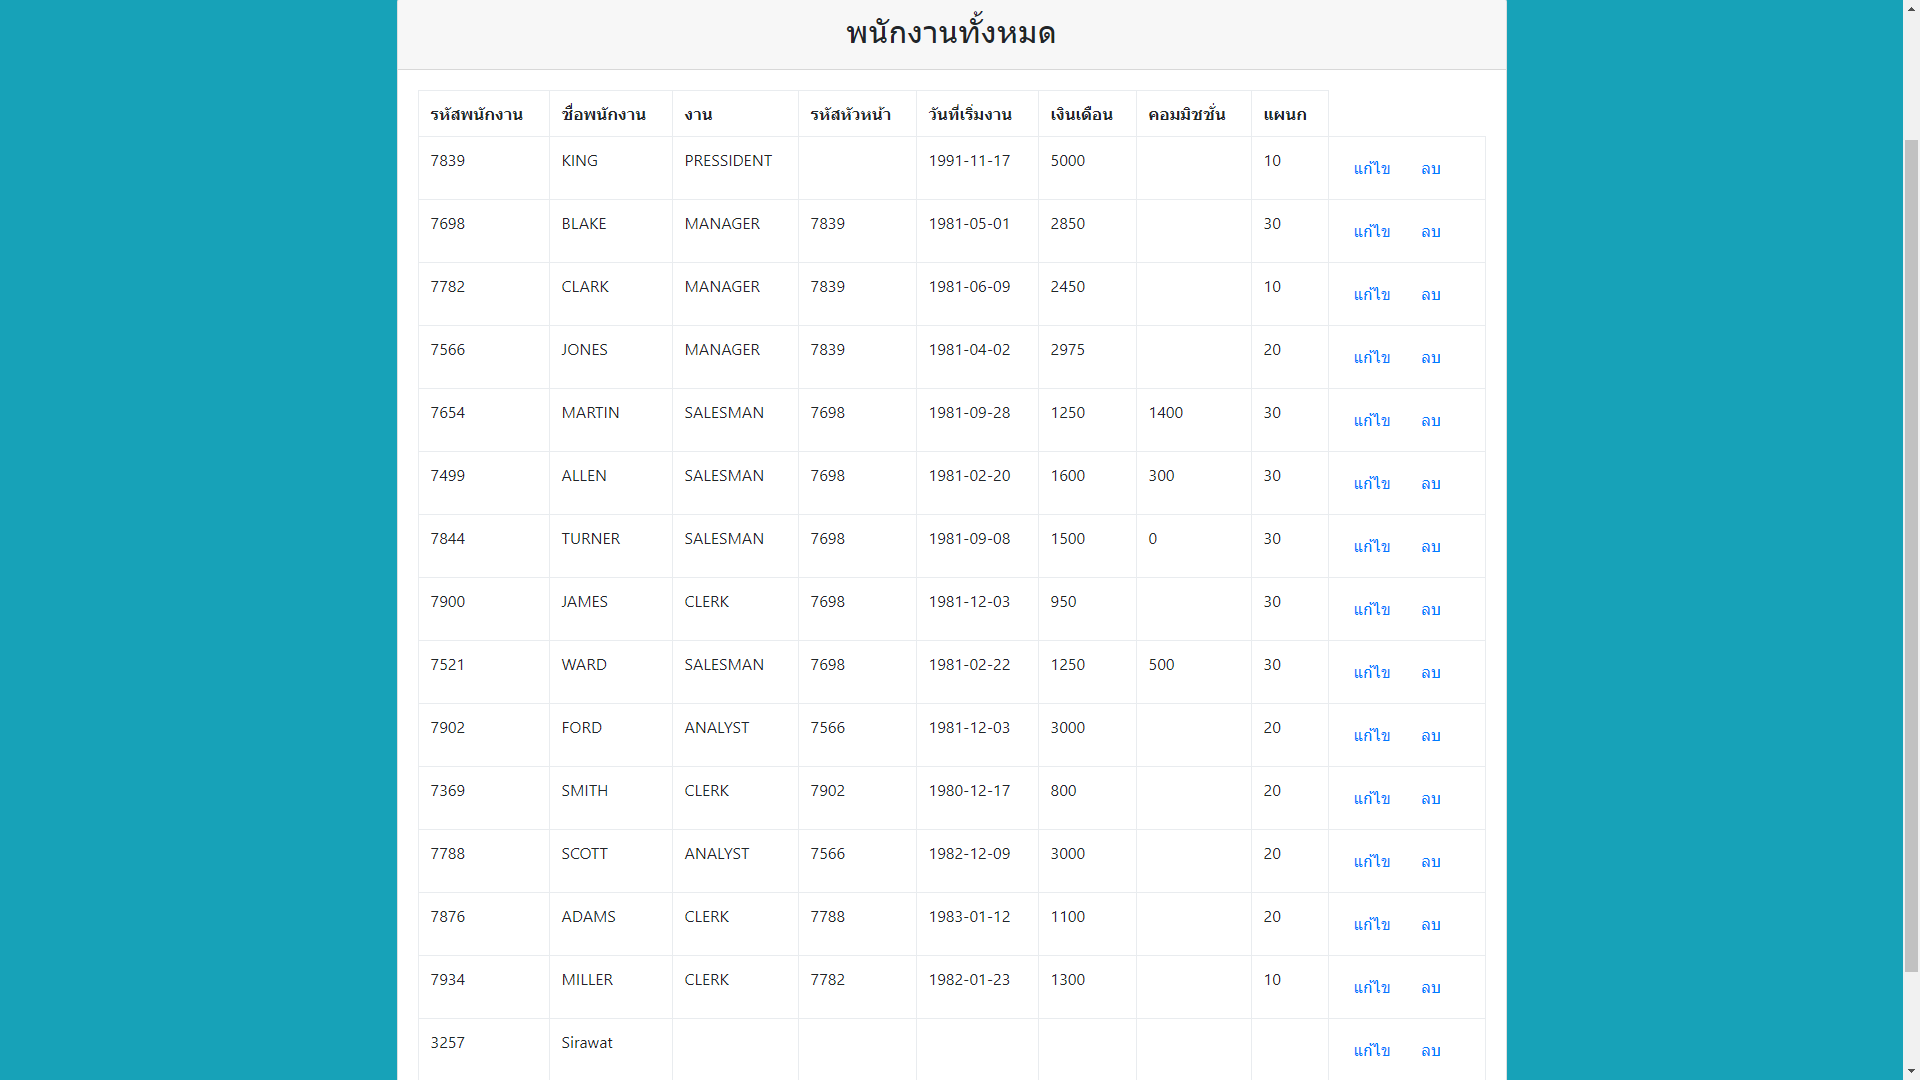 พนักงานทั้งหมด
รหัสพนักงาน ชื่อพนักงาน งาน รหัสหัวหน้า วันที่เริ่มงาน เงินเดือน คอมมิชชั่น แผนก
7839 KING PRESSIDENT 1991-11-17 5000 10 แก้ไข ลบ
7698 BLAKE MANAGER 7839 1981-05-01 2850 30 แก้ไข ลบ
7782 CLARK MANAGER 7839 1981-06-09 2450 10 แก้ไข ลบ
7566 JONES MANAGER 7839 1981-04-02 2975 20 แก้ไข ลบ
7654 MARTIN SALESMAN 7698 1981-09-28 1250 1400 30 แก้ไข ลบ
7499 ALLEN SALESMAN 7698 1981-02-20 1600 300 30 แก้ไข ลบ
7844 TURNER SALESMAN 7698 1981-09-08 1500 0 30 แก้ไข ลบ
7900 JAMES CLERK 7698 1981-12-03 950 30 แก้ไข ลบ
7521 WARD SALESMAN 7698 1981-02-22 1250 500 30 แก้ไข ลบ
7902 FORD ANALYST 7566 1981-12-03 3000 20 แก้ไข ลบ
7369 SMITH CLERK 7902 1980-12-17 800 20 แก้ไข ลบ
7788 SCOTT ANALYST 7566 1982-12-09 3000 20 แก้ไข ลบ
7876 ADAMS CLERK 7788 1983-01-12 1100 20 แก้ไข ลบ
7934 MILLER CLERK 7782 1982-01-23 1300 10 แก้ไข ลบ
3257 Sirawat แก้ไข ลบ